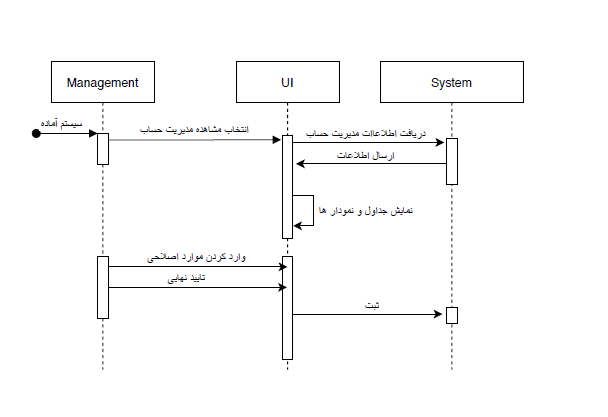 Management
UI
System
سیستم آماده
انتخاب مشاهده مدیریت حساب
دریافت اطلاعاات مدیریت حساب
ارسال اطلاعات
نمایش جداول و نمودار ها
وارد کردن موارد اصلاحی
تایید نهایی
ثبت